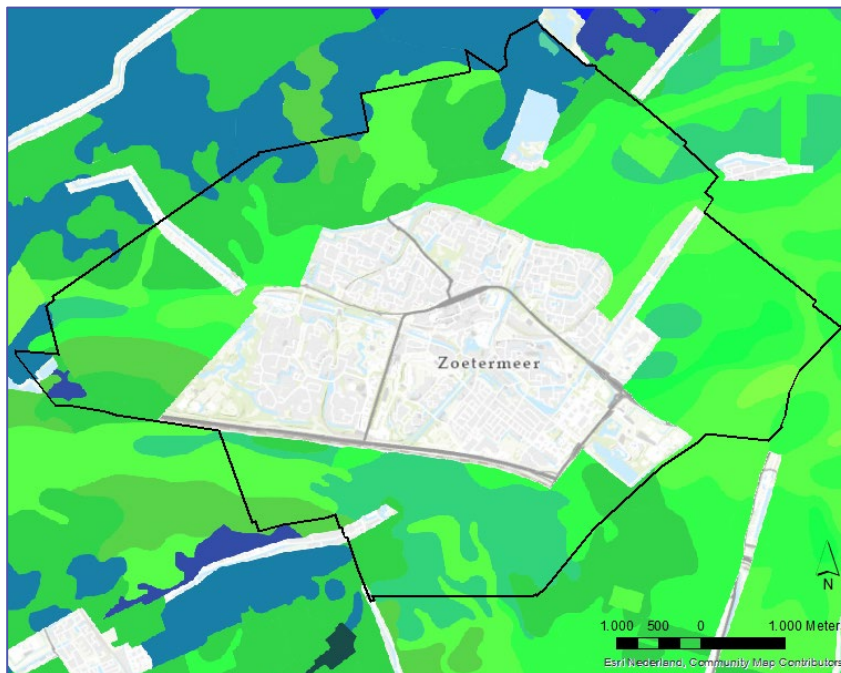 Zoetermeer
N
1.000 500 0 1.000 Meter
Esri Nederland, Community Map Contributors